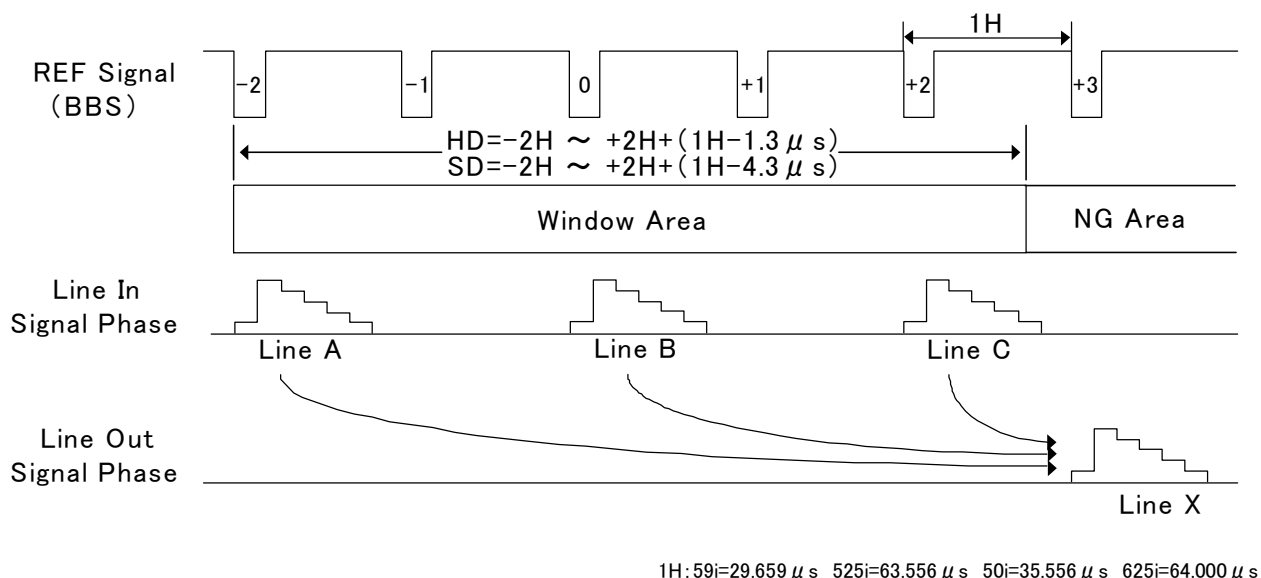 1H
REF Signal
（BBS）
-2 -1 0 +1 +2 +3
HD=-2H ～ +2H+(1H-1.3μs)
SD=-2H ～ +2H+(1H-4.3μs)
Window Area NG Area
Line In
Signal Phase
Line A Line B Line C
Line Out
Signal Phase
Line X
1H:59i=29.659μs 525i=63.556μs 50i=35.556μs 625i=64.000μs